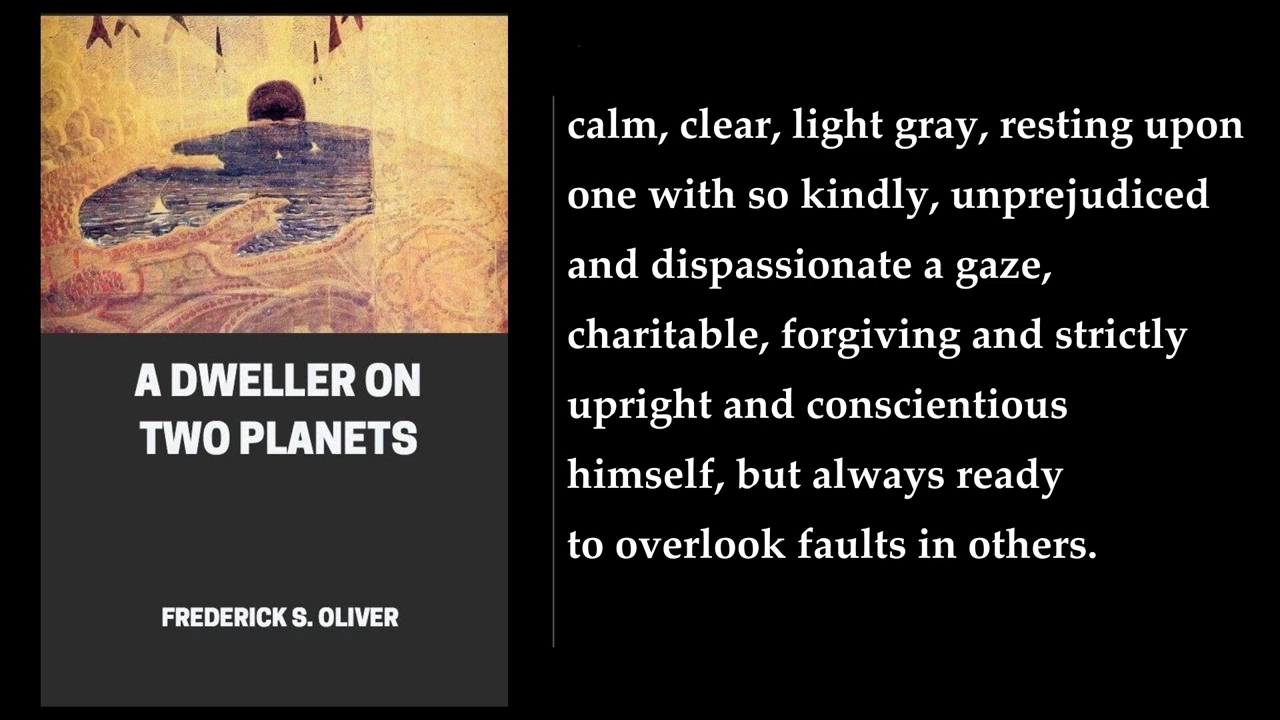 A DWELLER ON
TWO PLANETS
FREDERICK S. OLIVER
calm, clear, light gray, resting upon
one with so kindly, unprejudiced
and dispassionate a gaze,
charitable, forgiving and strictly
upright and conscientious
himself, but always ready
to overlook faults in others.